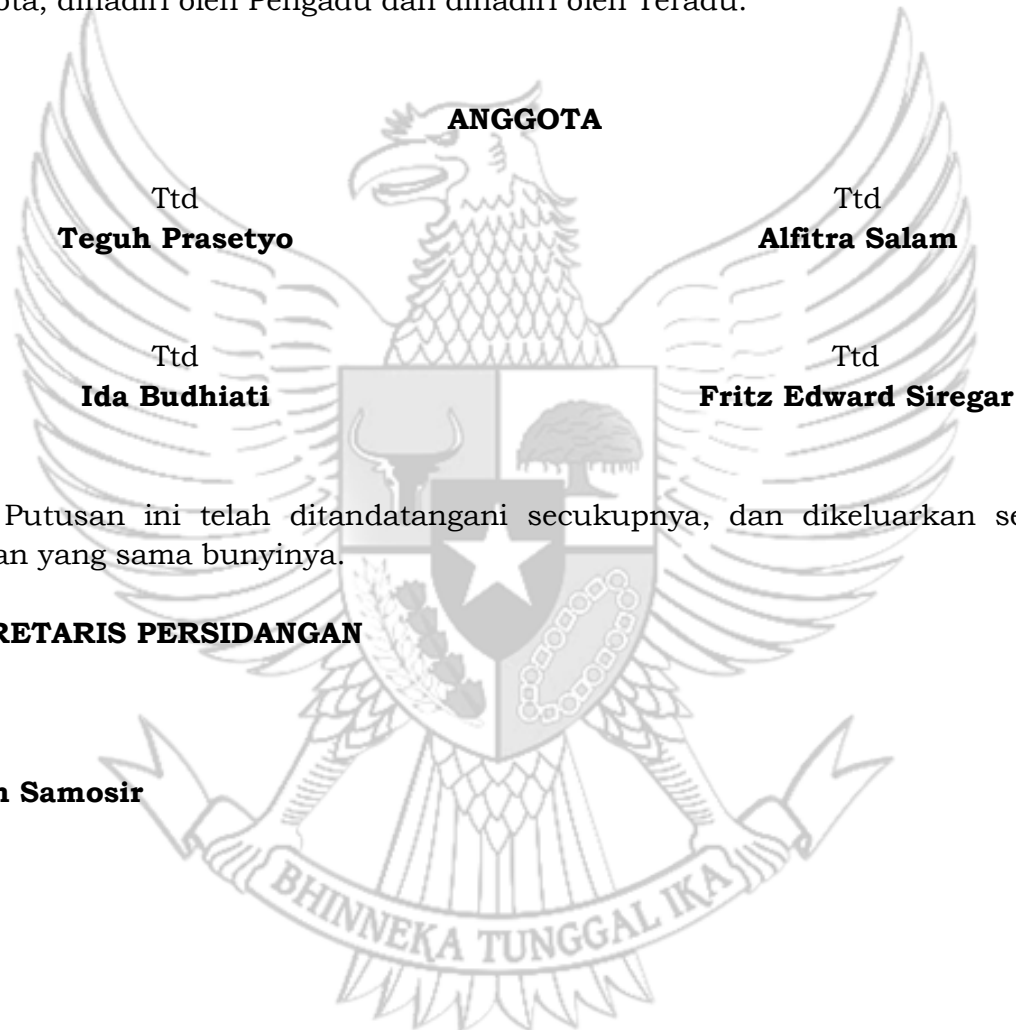 ota, dihadiri oleh Pengadu dan dihadiri oleh Teradu.
ANGGOTA
Ttd Ttd
Teguh Prasetyo Alfitra Salam
Ttd Ttd
Ida Budhiati Fritz Edward Siregar
Putusan ini telah ditandatangani secukupnya, dan dikeluarkan se
an yang sama bunyinya.
RETARIS PERSIDANGAN
n Samosir
BHINNEKA TUNGGAL IKA